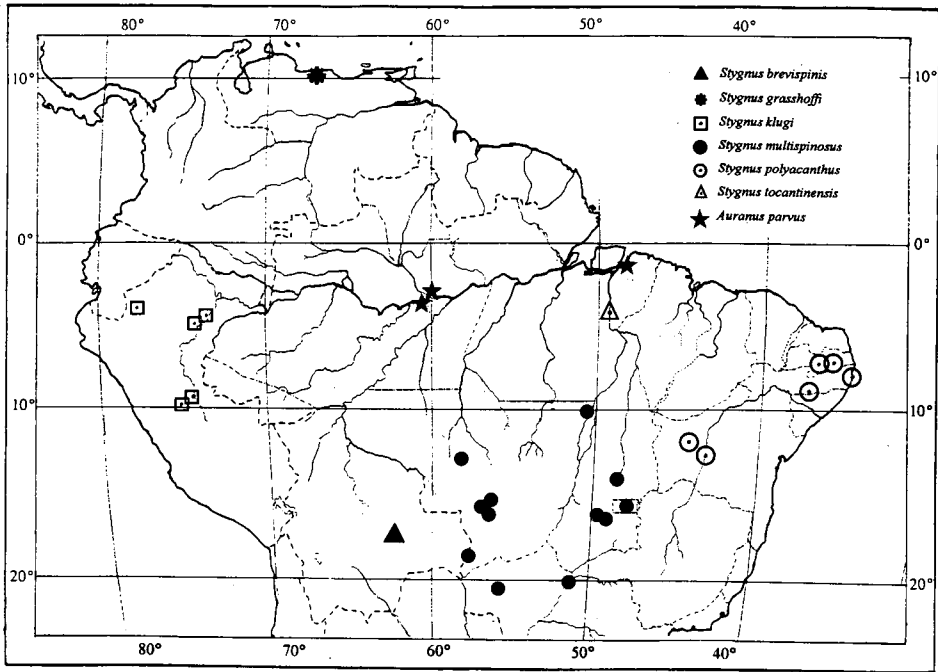 80° 70° 60° 50° 40°
10° 10°
Stygnus brevispinis
Stygnus grasshoffi
Stygnus klugi
Stygnus multispinosus
Stygnus polyacanthus
Stygnus tocantinensis
Auranus parvus
0° 0°
10° 10°
20° 20°
80° 70° 60° 50° 40°